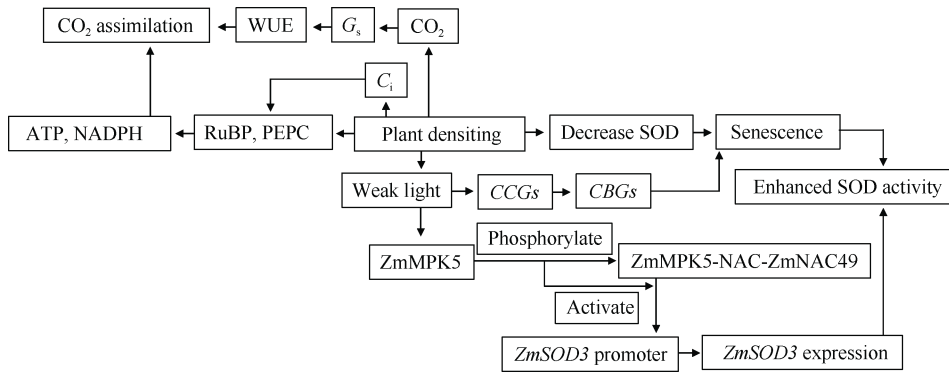 CO₂ assimilation
WUE
Gs
CO₂
Ci
ATP, NADPH
RuBP, PEPC
Plant densiting
Decrease SOD
Senescence
Weak light
CCGs
CBGs
Enhanced SOD activity
Phosphorylate
ZmMPK5
ZmMPK5-NAC-ZmNAC49
Activate
ZmSOD3 promoter
ZmSOD3 expression